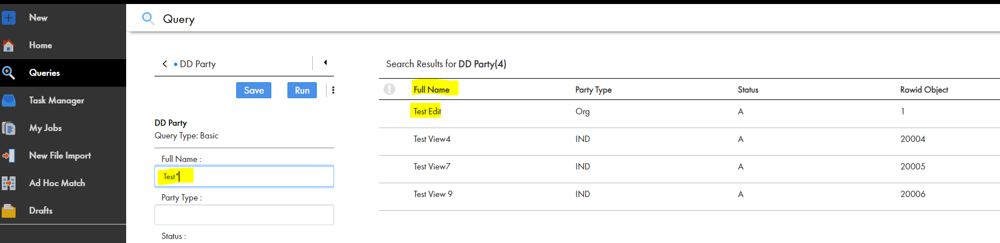 New
Home
Queries
Task Manager
My Jobs
New File Import
Ad Hoc Match
Drafts
Query
DD Party
Save Run
DD Party
Query Type: Basic
Full Name :
Test*
Party Type :
Status :
Search Results for DD Party(4)
Full Name Party Type Status Rowid Object
Test Edit Org A 1
Test View4 IND A 20004
Test View7 IND A 20005
Test View 9 IND A 20006